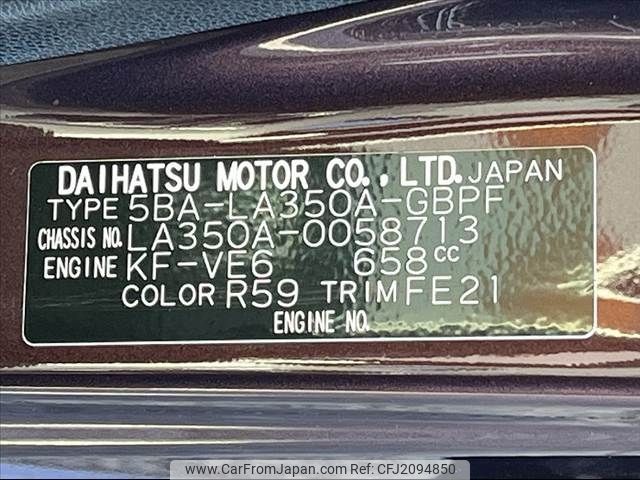 DAIHATSU MOTOR CO., LTD. JAPAN
TYPE 5BA-LA350A-GBPF
CHASSIS NO. LA350A-0058713
ENGINE KF-VE6 658cc
COLOR R59 TRIM FE21
ENGINE NO.
www.CarFromJapan.com | Ref: CFJ2094850